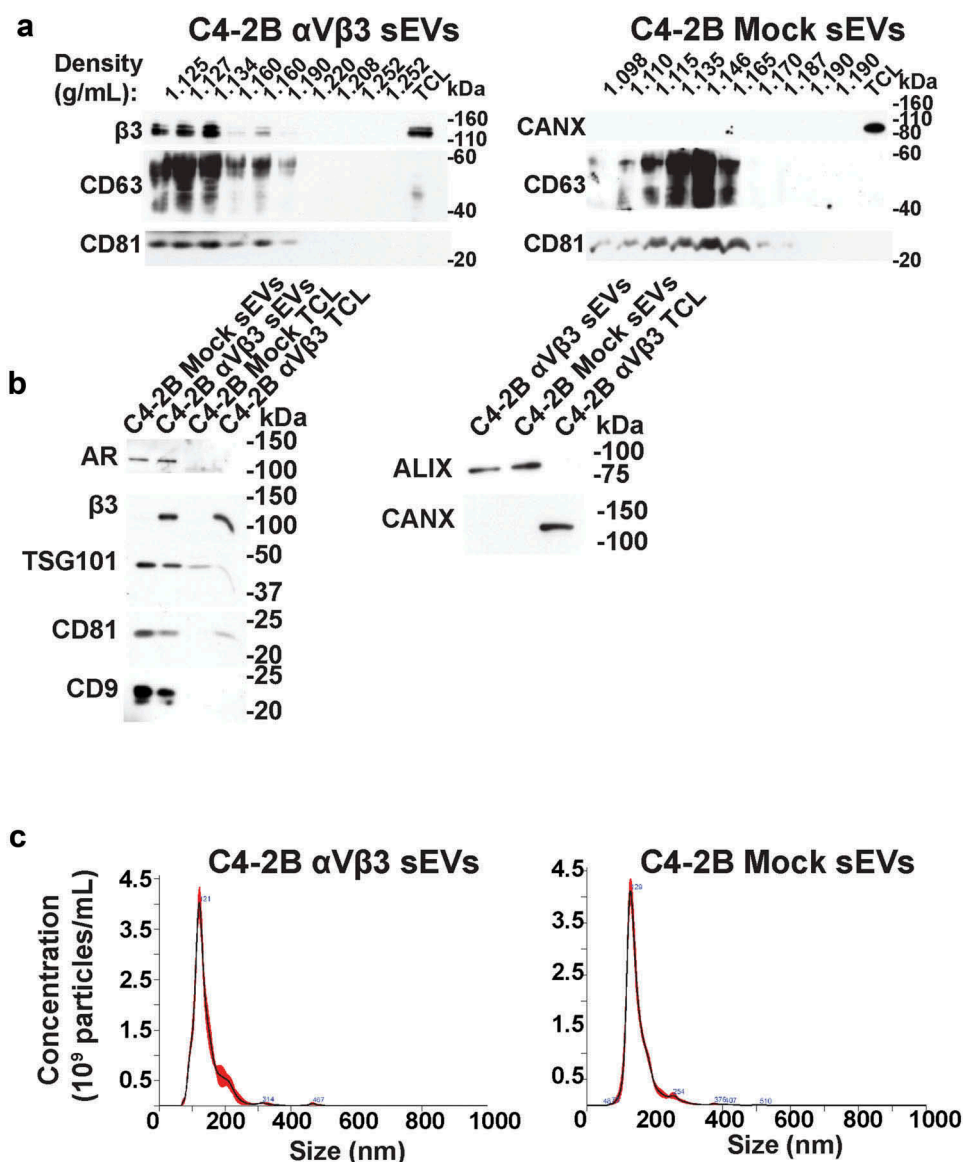 a
C4-2B αVβ3 sEVs
Density (g/mL):
1.125 1.127 1.134 1.160 1.160 1.190 1.220 1.208 1.252 1.252 TCL
kDa
β3
-160
-110
CD63
-60
-40
CD81
-20
C4-2B Mock sEVs
1.098 1.110 1.115 1.135 1.146 1.165 1.170 1.187 1.190 1.190 TCL
kDa
CANX
-160
-110
-80
CD63
-60
-40
CD81
-20
b
C4-2B Mock sEVs
C4-2B αVβ3 sEVs
C4-2B Mock TCL
C4-2B αVβ3 TCL
kDa
AR
-150
-100
β3
-150
-100
TSG101
-50
-37
CD81
-25
-20
CD9
-25
-20
C4-2B αVβ3 sEVs
C4-2B Mock sEVs
C4-2B αVβ3 TCL
kDa
ALIX
-100
-75
CANX
-150
-100
c
C4-2B αVβ3 sEVs
Concentration
(10⁹ particles/mL)
4.5
3.5
2.5
1.5
0.5
121
314
467
0 200 400 600 800 1000
Size (nm)
C4-2B Mock sEVs
4.5
3.5
2.5
1.5
0.5
129
254
510
0 200 400 600 800 1000
Size (nm)